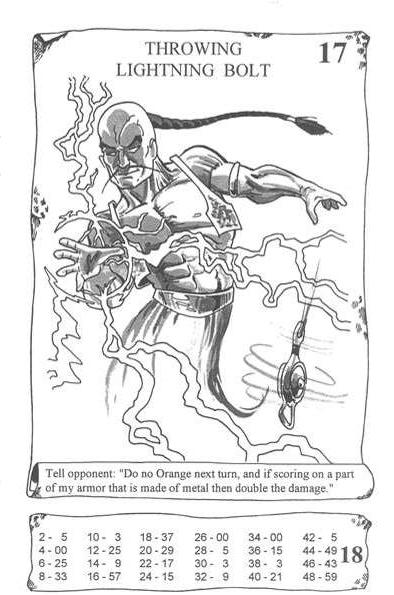 THROWING
LIGHTNING BOLT
17
Tell opponent: "Do no Orange next turn, and if scoring on a part
of my armor that is made of metal then double the damage."
2 - 5 10 - 3 18 -37 26 - 00 34 - 00 42 - 5
4 - 00 12 - 25 20 - 29 28 - 5 36 - 15 44 - 49
6 - 25 14 - 9 22 - 17 30 - 3 38 - 3 46 - 43
8 - 33 16 - 57 24 - 15 32 - 9 40 - 21 48 - 59
18